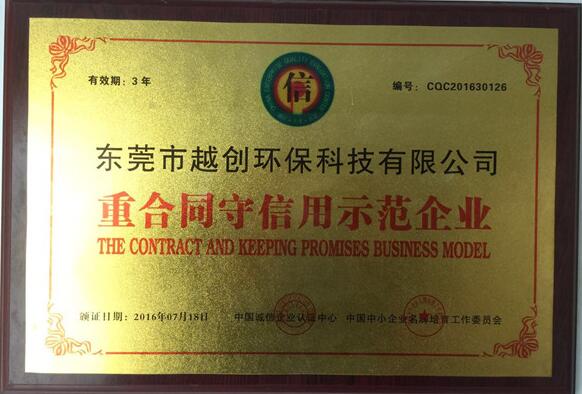 有效期：3 年
信
编号：CQC201630126
东莞市越创环保科技有限公司
重合同守信用示范企业
THE CONTRACT AND KEEPING PROMISES BUSINESS MODEL
颁证日期：2016年07月18日
中国诚信企业认证中心 中国中小企业名牌培育工作委员会